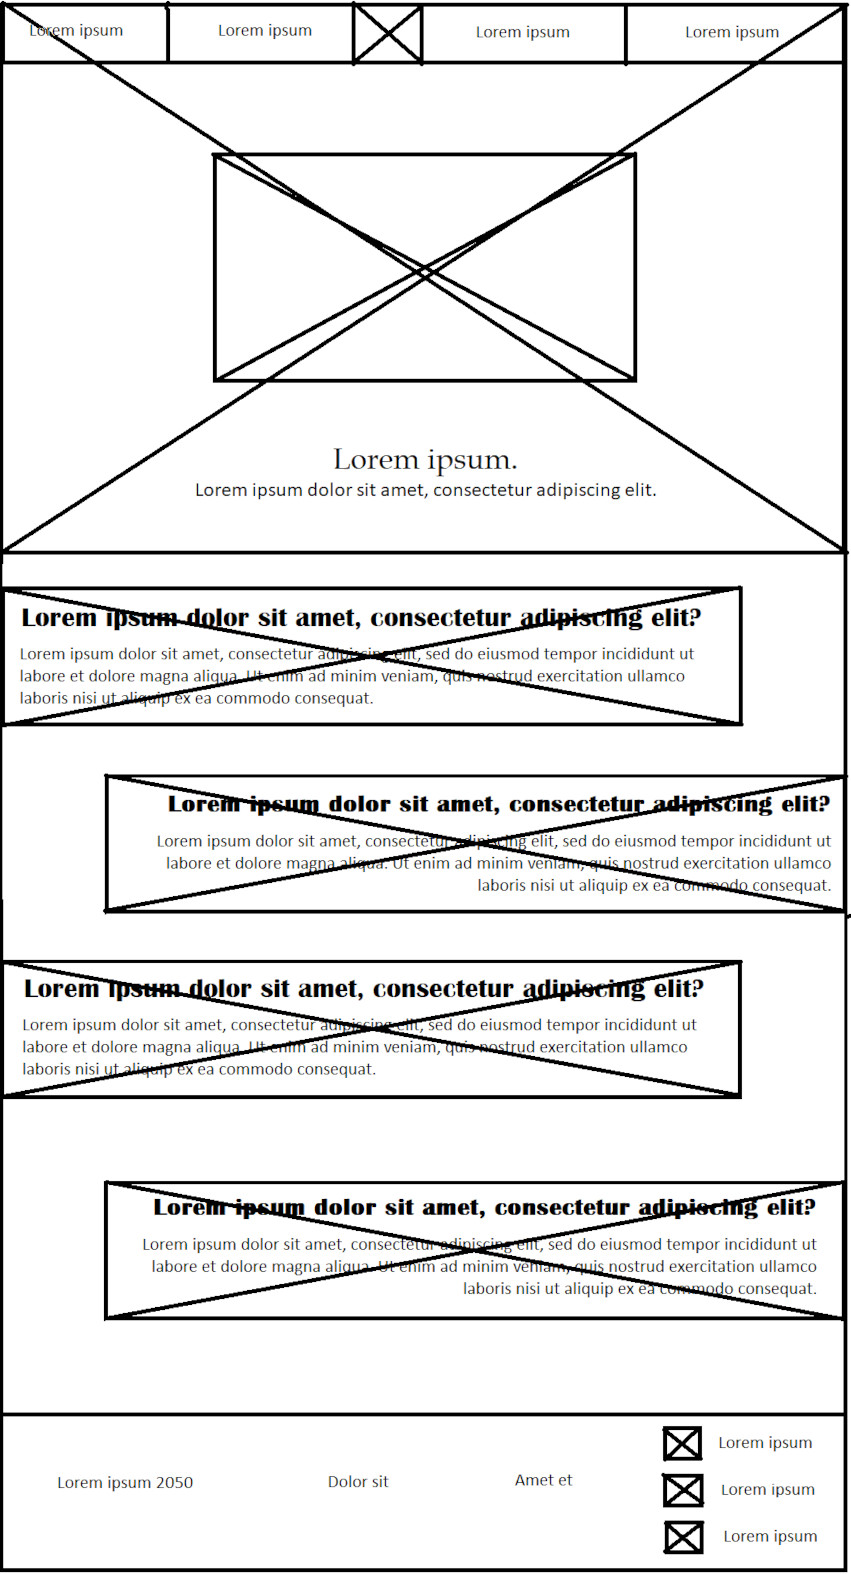 Lorem ipsum
Lorem ipsum
Lorem ipsum
Lorem ipsum
Lorem ipsum.
Lorem ipsum dolor sit amet, consectetur adipiscing elit.
Lorem ipsum dolor sit amet, consectetur adipiscing elit?
Lorem ipsum dolor sit amet, consectetur adipiscing elit, sed do eiusmod tempor incididunt ut
labore et dolore magna aliqua. Ut enim ad minim veniam, quis nostrud exercitation ullamco
laboris nisi ut aliquip ex ea commodo consequat.
Lorem ipsum dolor sit amet, consectetur adipiscing elit?
Lorem ipsum dolor sit amet, consectetur adipiscing elit, sed do eiusmod tempor incididunt ut
labore et dolore magna aliqua. Ut enim ad minim veniam, quis nostrud exercitation ullamco
laboris nisi ut aliquip ex ea commodo consequat.
Lorem ipsum dolor sit amet, consectetur adipiscing elit?
Lorem ipsum dolor sit amet, consectetur adipiscing elit, sed do eiusmod tempor incididunt ut
labore et dolore magna aliqua. Ut enim ad minim veniam, quis nostrud exercitation ullamco
laboris nisi ut aliquip ex ea commodo consequat.
Lorem ipsum dolor sit amet, consectetur adipiscing elit?
Lorem ipsum dolor sit amet, consectetur adipiscing elit, sed do eiusmod tempor incididunt ut
labore et dolore magna aliqua. Ut enim ad minim veniam, quis nostrud exercitation ullamco
laboris nisi ut aliquip ex ea commodo consequat.
Lorem ipsum 2050
Dolor sit
Amet et
Lorem ipsum
Lorem ipsum
Lorem ipsum